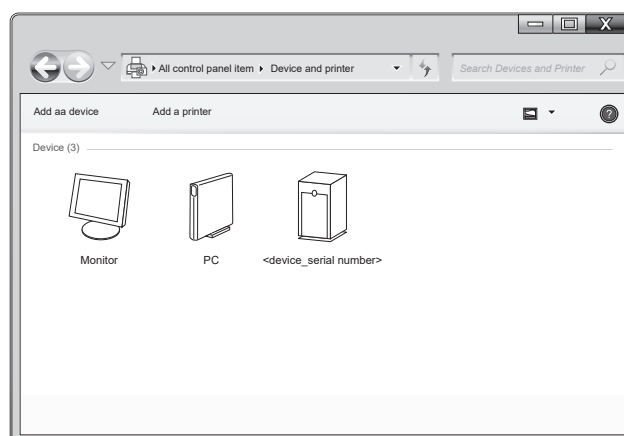 X
All control panel item Device and printer Search Devices and Printer
Add aa device Add a printer ?
Device (3)
Monitor PC <device_serial number>